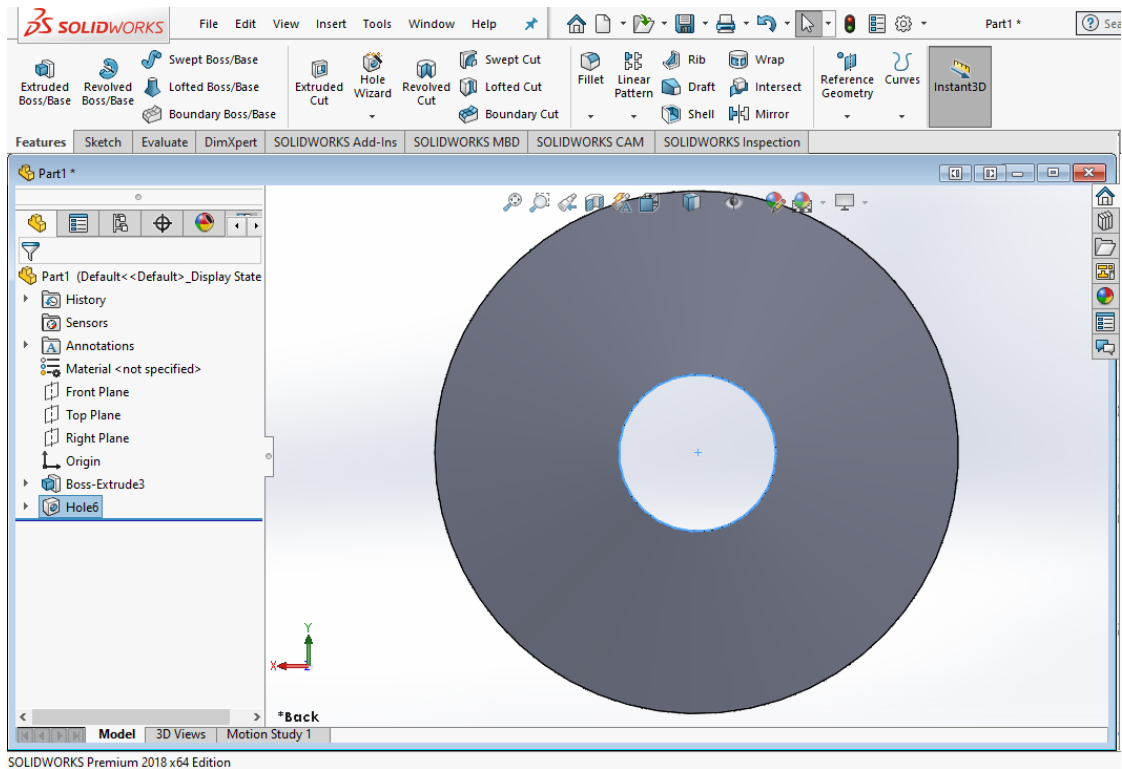 SOLIDWORKS File Edit View Insert Tools Window Help Part1 * ? Sea
Extruded Boss/Base
Revolved Boss/Base
Swept Boss/Base
Lofted Boss/Base
Boundary Boss/Base
Extruded Cut
Hole Wizard
Revolved Cut
Swept Cut
Lofted Cut
Boundary Cut
Fillet
Linear Pattern
Rib
Draft
Shell
Wrap
Intersect
Mirror
Reference Geometry
Curves
Instant3D
Features Sketch Evaluate DimXpert SOLIDWORKS Add-Ins SOLIDWORKS MBD SOLIDWORKS CAM SOLIDWORKS Inspection
Part1 *
Part1 (Default<<Default>_Display State
History
Sensors
A Annotations
Material <not specified>
Front Plane
Top Plane
Right Plane
Origin
Boss-Extrude3
Hole6
Y
X
*Back
Model 3D Views Motion Study 1
SOLIDWORKS Premium 2018 x64 Edition